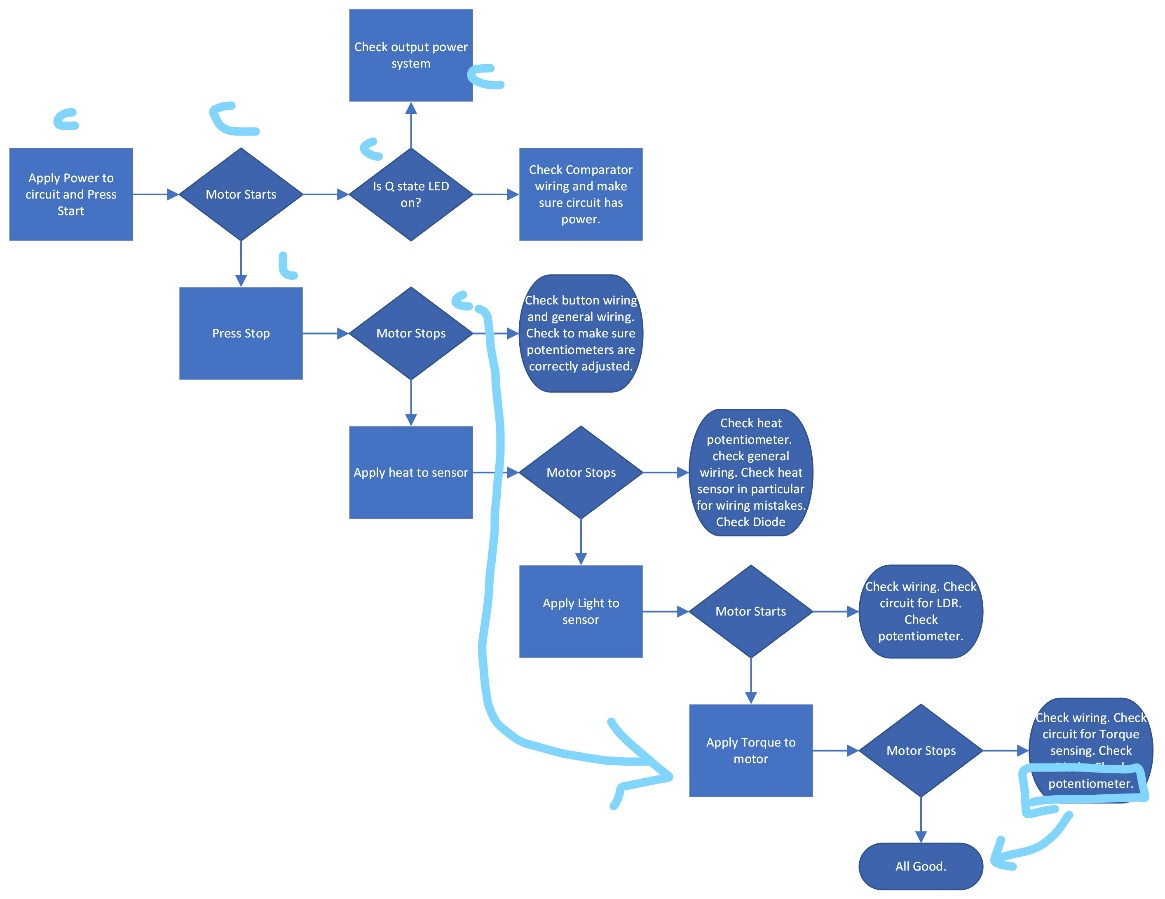 Check output power
system
Apply Power to
circuit and Press
Start
Motor Starts
Is Q state LED
on?
Check Comparator
wiring and make
sure circuit has
power.
Press Stop
Motor Stops
Check button wiring
and general wiring.
Check to make sure
potentiometers are
correctly adjusted.
Apply heat to sensor
Motor Stops
Check heat
potentiometer.
check general
wiring. Check heat
sensor in particular
for wiring mistakes.
Check Diode
Apply Light to
sensor
Motor Starts
Check wiring. Check
circuit for LDR.
Check
potentiometer.
Apply Torque to
motor
Motor Stops
Check wiring. Check
circuit for Torque
sensing. Check
potentiometer.
All Good.